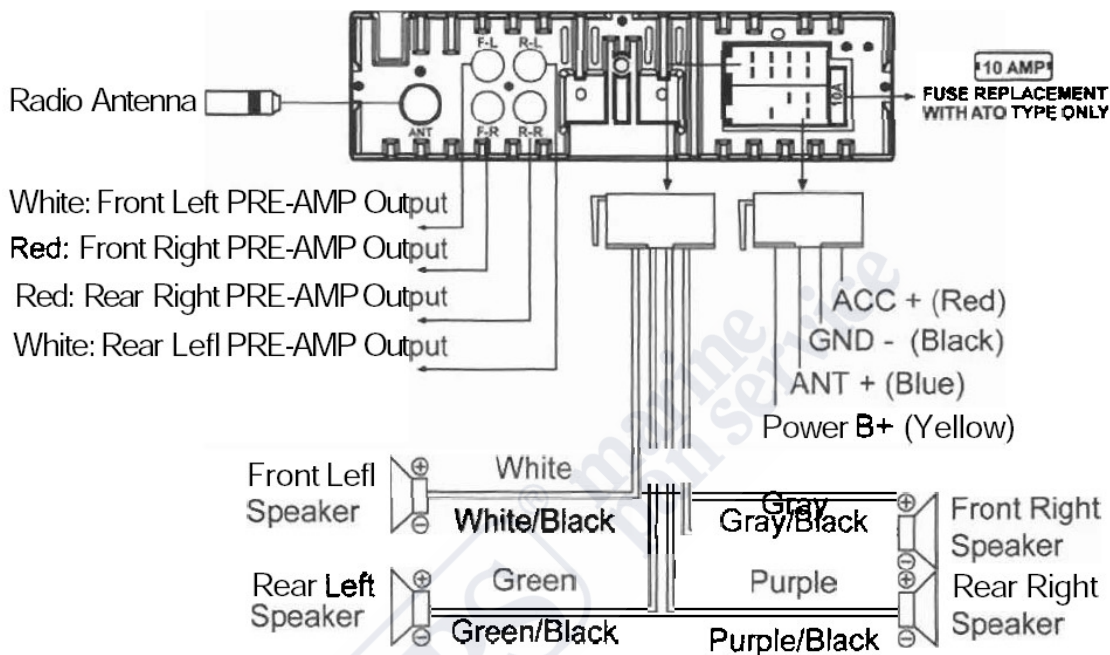 F-L R-L
10 AMP
FUSE REPLACEMENT
WITH ATO TYPE ONLY
10A
Radio Antenna
ANT
F-R R-R
White: Front Left PRE-AMP Output
Red: Front Right PRE-AMP Output
Red: Rear Right PRE-AMP Output
White: Rear Lefl PRE-AMP Output
ACC + (Red)
GND - (Black)
ANT + (Blue)
Power B+ (Yellow)
marine
pan service
®
Front Lefl
Speaker
White
White/Black
Gray
Gray/Black
Front Right
Speaker
Rear Left
Speaker
Green
Green/Black
Purple
Purple/Black
Rear Right
Speaker